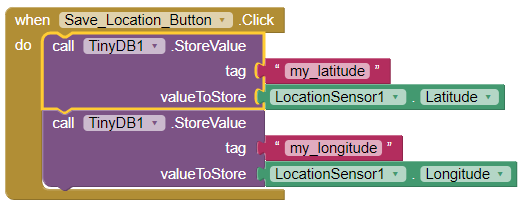 when Save_Location_Button .Click
do call TinyDB1 .StoreValue
tag " my_latitude "
valueToStore LocationSensor1 . Latitude
call TinyDB1 .StoreValue
tag " my_longitude "
valueToStore LocationSensor1 . Longitude